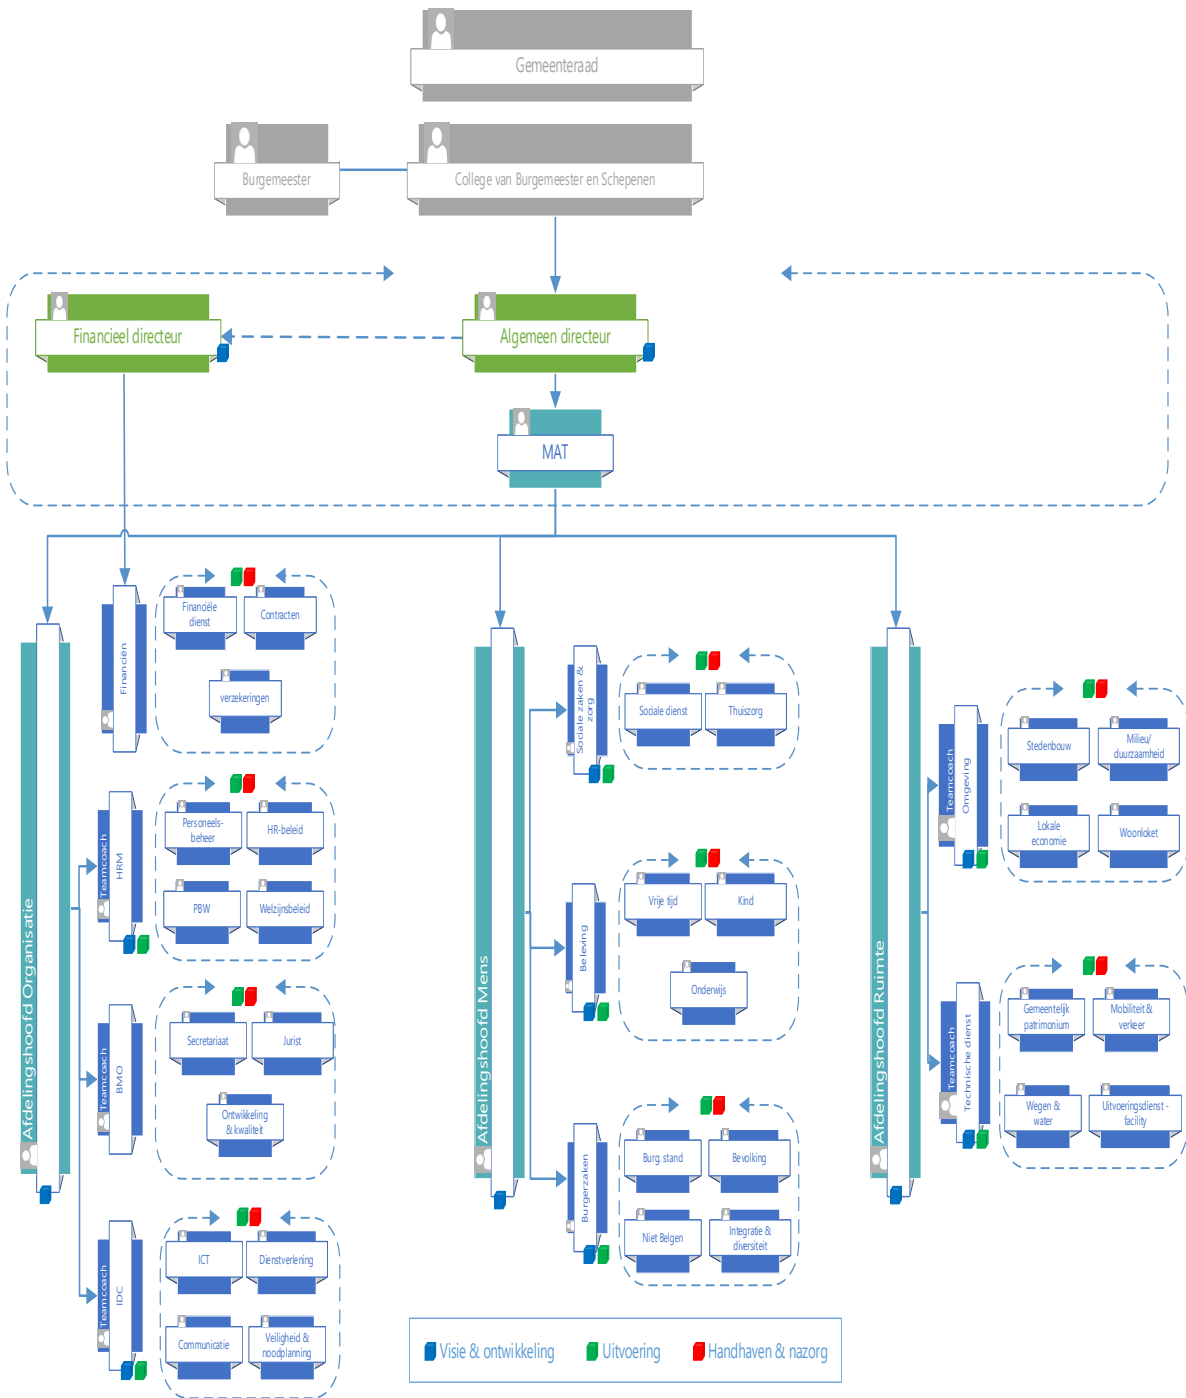 Gemeenteraad
Burgemeester
College van Burgemeester en Schepenen
Financieel directeur
Algemeen directeur
MAT
Afdelingshoofd Organisatie
Financiën
Financiële
dienst
Contracten
verzekeringen
Teamcoach
HRM
Personeels-
beheer
HR-beleid
PBW
Welzijnsbeleid
Teamcoach
BMO
Secretariaat
Jurist
Ontwikkeling
& kwaliteit
Teamcoach
IDC
ICT
Dienstverlening
Communicatie
Veiligheid &
noodplanning
Afdelingshoofd Mens
Sociale zaken &
zorg
Sociale dienst
Thuiszorg
Beleving
Vrije tijd
Kind
Onderwijs
Burgerzaken
Burg. stand
Bevolking
Niet Belgen
Integratie &
diversiteit
Afdelingshoofd Ruimte
Teamcoach
Omgeving
Stedenbouw
Milieu/
duurzaamheid
Lokale
economie
Woonloket
Teamcoach
Technische dienst
Gemeentelijk
patrimonium
Mobiliteit &
verkeer
Wegen &
water
Uitvoeringsdienst -
facility
Visie & ontwikkeling
Uitvoering
Handhaven & nazorg